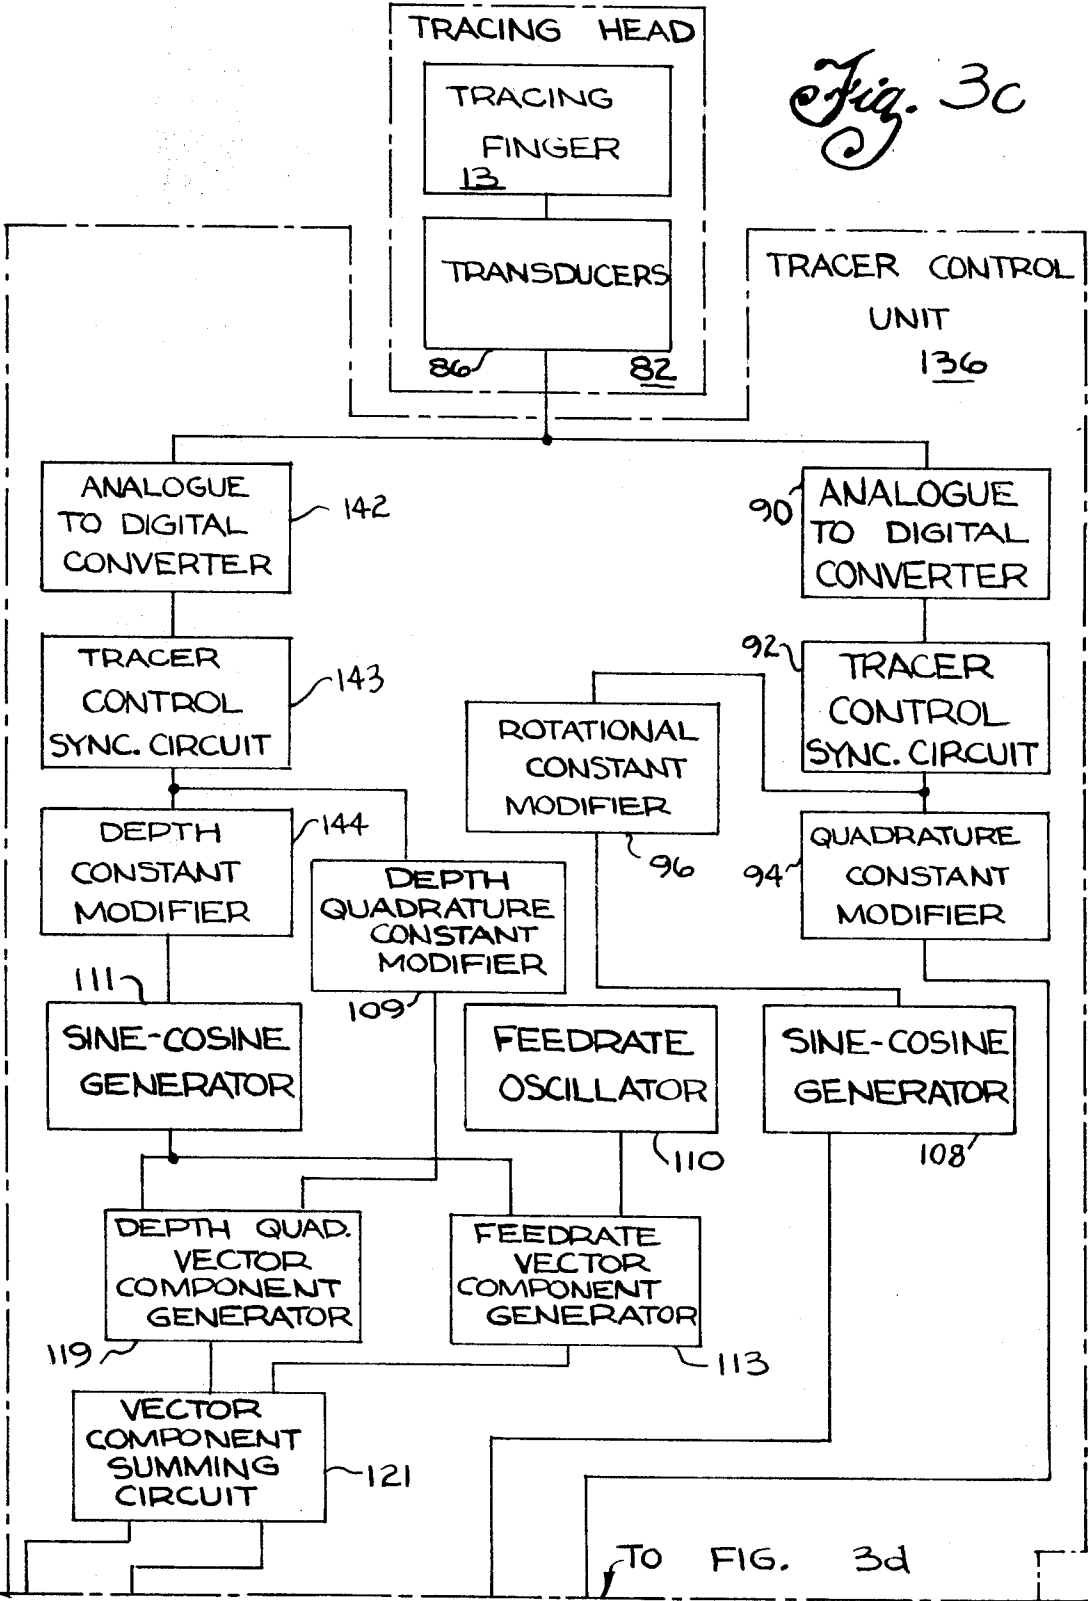 TRACING HEAD
Fig. 3c
TRACING
FINGER
13
TRANSDUCERS
86
82
TRACER CONTROL
UNIT
136
ANALOGUE
TO DIGITAL
CONVERTER
142
90
ANALOGUE
TO DIGITAL
CONVERTER
TRACER
CONTROL
SYNC. CIRCUIT
143
92
TRACER
CONTROL
SYNC. CIRCUIT
ROTATIONAL
CONSTANT
MODIFIER
96
DEPTH
CONSTANT
MODIFIER
144
94
QUADRATURE
CONSTANT
MODIFIER
DEPTH
QUADRATURE
CONSTANT
MODIFIER
109
111
SINE-COSINE
GENERATOR
FEEDRATE
OSCILLATOR
110
SINE-COSINE
GENERATOR
108
DEPTH QUAD.
VECTOR
COMPONENT
GENERATOR
119
FEEDRATE
VECTOR
COMPONENT
GENERATOR
113
VECTOR
COMPONENT
SUMMING
CIRCUIT
121
TO FIG. 3d